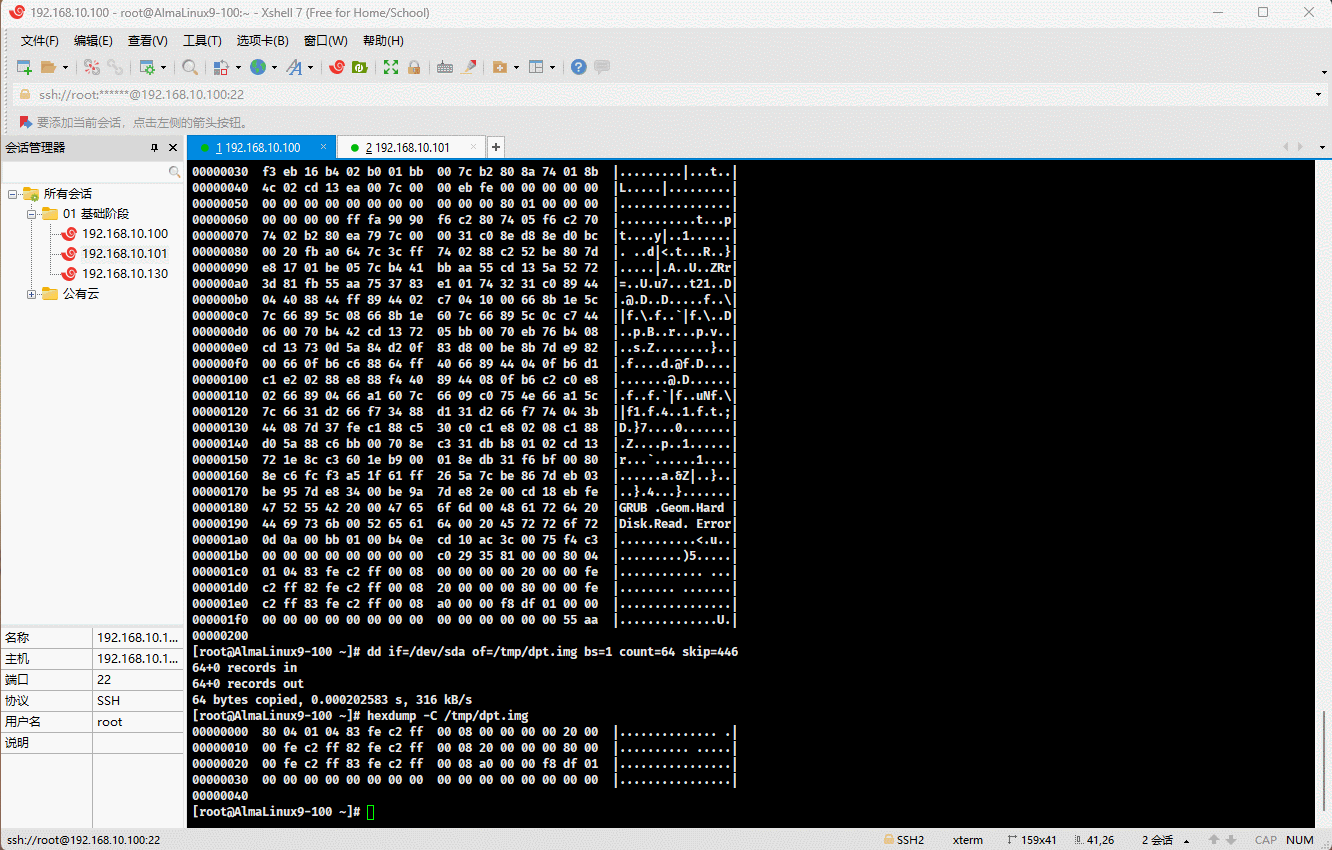 192.168.10.100 - root@AlmaLinux9-100:~ - Xshell 7 (Free for Home/School)
文件(F) 编辑(E) 查看(V) 工具(T) 选项卡(B) 窗口(W) 帮助(H)
ssh://root:******@192.168.10.100:22
要添加当前会话，点击左侧的箭头按钮。
会话管理器
1 192.168.10.100
2 192.168.10.101
所有会话
01 基础阶段
192.168.10.100
192.168.10.101
192.168.10.130
公有云
00000030  f3 eb 16 b4 02 b0 01 bb  00 7c b2 80 8a 74 01 8b  |.........|...t..|
00000040  4c 02 cd 13 ea 00 7c 00  00 eb fe 00 00 00 00 00  |L.....|.........|
00000050  00 00 00 00 00 00 00 00  00 00 00 00 80 01 00 00  |................|
00000060  00 00 00 00 ff fa 90 90  f6 c2 80 74 05 f6 c2 70  |...........t...p|
00000070  74 02 b2 80 ea 79 7c 00  00 31 c0 8e d8 8e d0 bc  |t....y|..1......|
00000080  00 20 fb a0 64 7c 3c ff  74 02 88 c2 52 be 80 7d  |. ..d|<.t...R..}|
00000090  e8 17 01 be 05 7c b4 41  bb aa 55 cd 13 5a 52 72  |.....|.A..U..ZRr|
000000a0  3d 81 fb 55 aa 75 37 83  e1 01 74 32 31 c0 89 44  |=..U.u7...t21..D|
000000b0  04 40 88 44 ff 89 44 02  c7 04 10 00 66 8b 1e 5c  |.@.D..D.....f..\|
000000c0  7c 66 89 5c 08 66 8b 1e  60 7c 66 89 5c 0c c7 44  ||f.\.f..`|f.\..D|
000000d0  06 00 70 b4 42 cd 13 72  05 bb 00 70 eb 76 b4 08  |..p.B..r...p.v..|
000000e0  cd 13 73 0d 5a 84 d2 0f  83 d8 00 be 8b 7d e9 82  |..s.Z........}..|
000000f0  00 66 0f b6 c6 88 64 ff  40 66 89 44 04 0f b6 d1  |.f....d.@f.D....|
00000100  c1 e2 02 88 e8 88 f4 40  89 44 08 0f b6 c2 c0 e8  |.......@.D......|
00000110  02 66 89 04 66 a1 60 7c  66 09 c0 75 4e 66 a1 5c  |.f..f.`|f..uNf.\|
00000120  7c 66 31 d2 66 f7 34 88  d1 31 d2 66 f7 74 04 3b  ||f1.f.4..1.f.t.;|
00000130  44 08 7d 37 fe c1 88 c5  30 c0 c1 e8 02 08 c1 88  |D.}7....0.......|
00000140  d0 5a 88 c6 bb 00 70 8e  c3 31 db b8 01 02 cd 13  |.Z....p..1......|
00000150  72 1e 8c c3 60 1e b9 00  01 8e db 31 f6 bf 00 80  |r...`......1....|
00000160  8e c6 fc f3 a5 1f 61 ff  26 5a 7c be 86 7d eb 03  |......a.&Z|..}..|
00000170  be 95 7d e8 34 00 be 9a  7d e8 2e 00 cd 18 eb fe  |..}.4...}.......|
00000180  47 52 55 42 20 00 47 65  6f 6d 00 48 61 72 64 20  |GRUB .Geom.Hard |
00000190  44 69 73 6b 00 52 65 61  64 00 20 45 72 72 6f 72  |Disk.Read. Error|
000001a0  0d 0a 00 bb 01 00 b4 0e  cd 10 ac 3c 00 75 f4 c3  |...........<.u..|
000001b0  00 00 00 00 00 00 00 00  c0 29 35 81 00 00 80 04  |.........)5.....|
000001c0  01 04 83 fe c2 ff 00 08  00 00 00 00 20 00 00 fe  |............ ...|
000001d0  c2 ff 82 fe c2 ff 00 08  20 00 00 00 80 00 00 fe  |........ .......|
000001e0  c2 ff 83 fe c2 ff 00 08  a0 00 00 f8 df 01 00 00  |................|
000001f0  00 00 00 00 00 00 00 00  00 00 00 00 00 00 55 aa  |..............U.|
00000200
[root@AlmaLinux9-100 ~]# dd if=/dev/sda of=/tmp/dpt.img bs=1 count=64 skip=446
64+0 records in
64+0 records out
64 bytes copied, 0.000202583 s, 316 kB/s
[root@AlmaLinux9-100 ~]# hexdump -C /tmp/dpt.img
00000000  80 04 01 04 83 fe c2 ff  00 08 00 00 00 00 20 00  |.............. .|
00000010  00 fe c2 ff 82 fe c2 ff  00 08 20 00 00 00 80 00  |.......... .....|
00000020  00 fe c2 ff 83 fe c2 ff  00 08 a0 00 00 f8 df 01  |................|
00000030  00 00 00 00 00 00 00 00  00 00 00 00 00 00 00 00  |................|
00000040
[root@AlmaLinux9-100 ~]#
名称 192.168.10.1...
主机 192.168.10.1...
端口 22
协议 SSH
用户名 root
说明
ssh://root@192.168.10.100:22 SSH2 xterm 159x41 41,26 2 会话 CAP NUM